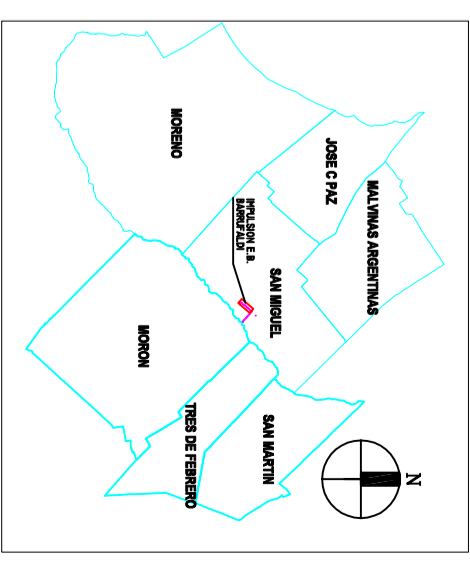 N
MALVINAS ARGENTINAS
JOSE C PAZ
MORENO
SAN MIGUEL
IMPULSION E.B.
BARRUFALDI
SAN MARTIN
TRES DE FEBRERO
MORON